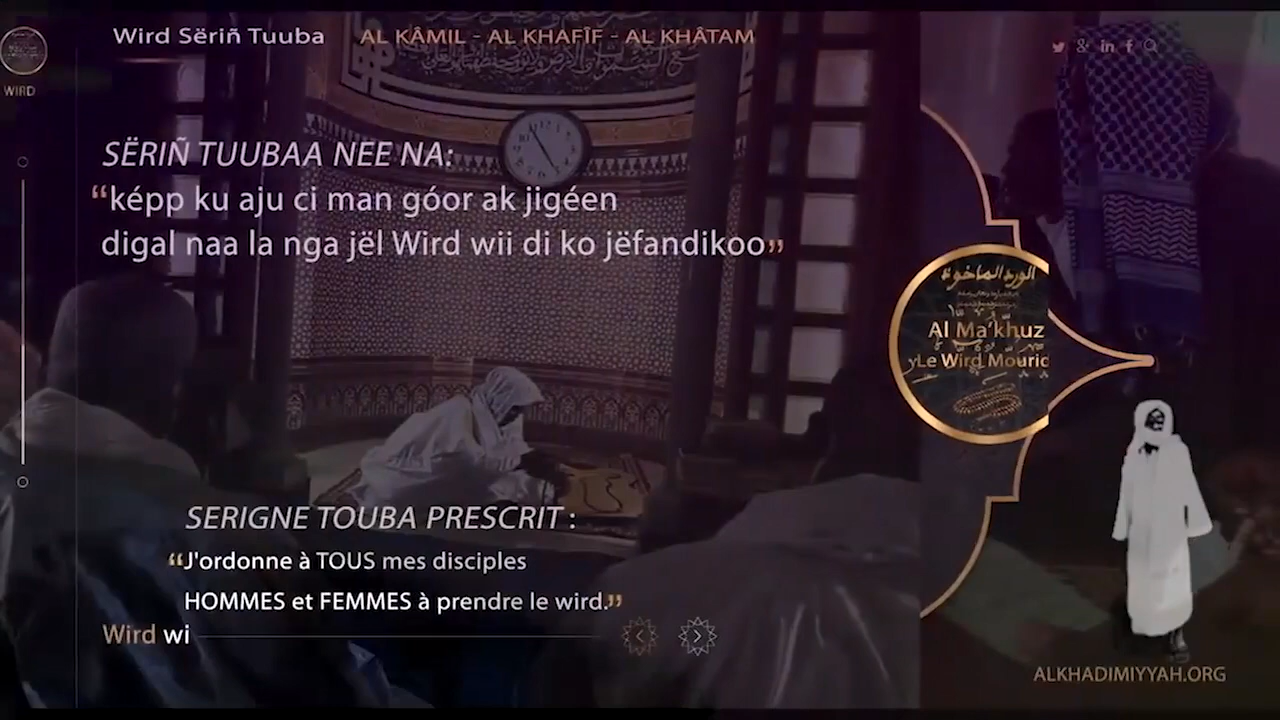 Wird Sëriñ Tuuba
AL KÂMIL - AL KHAFÎF - AL KHÂTAM
WIRD
SËRIÑ TUUBAA NEE NA:
“képp ku aju ci man góor ak jigéen
digal naa la nga jël Wird wii di ko jëfandikoo”
الورد الماخوذ
Al Ma’khuz
Le Wird Mouric
SERIGNE TOUBA PRESCRIT :
“J'ordonne à TOUS mes disciples
HOMMES et FEMMES à prendre le wird.”
Wird wi
ALKHADIMIYYAH.ORG